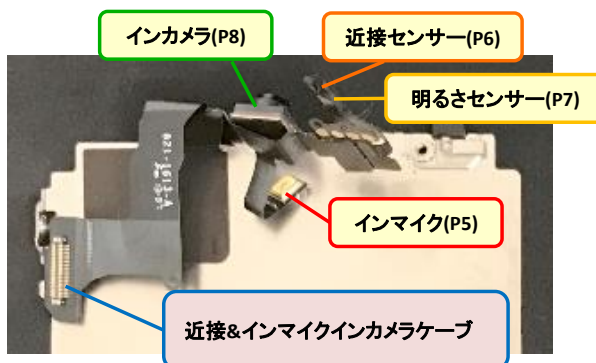 インカメラ(P8)
近接センサー(P6)
明るさセンサー(P7)
821-1613-A
インマイク(P5)
近接&インマイクインカメラケーブ